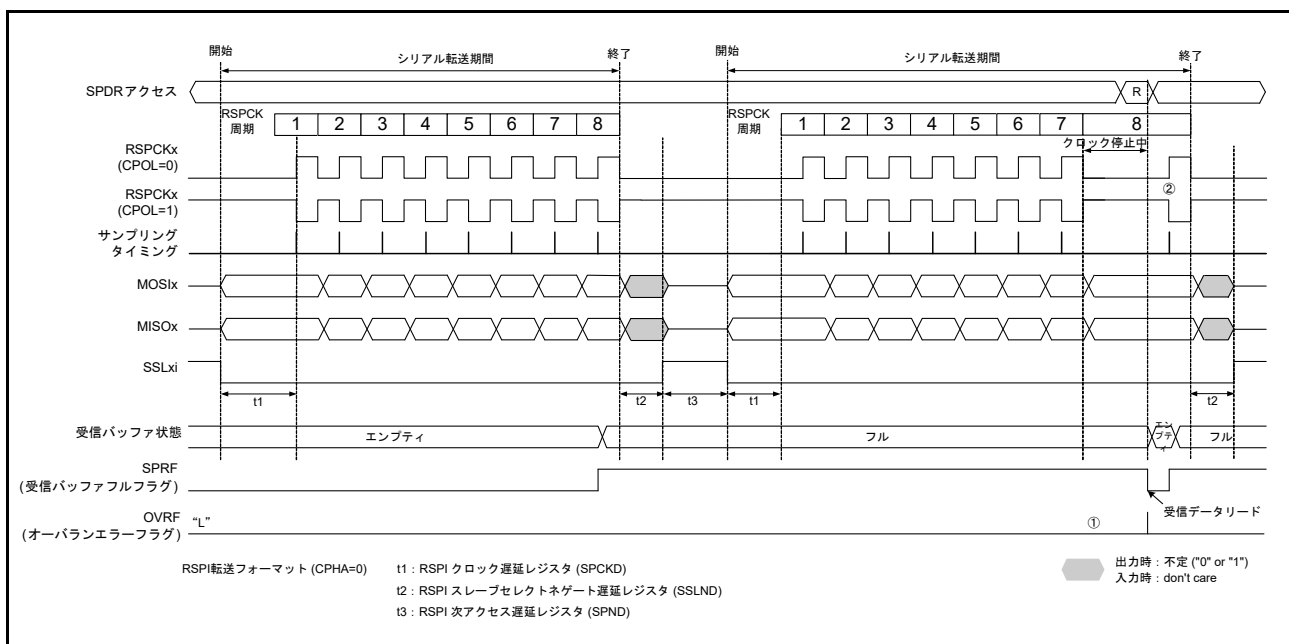 開始
シリアル転送期間
終了
開始
シリアル転送期間
終了
SPDRアクセス
R
RSPCK
周期
1 2 3 4 5 6 7 8
RSPCK
周期
1 2 3 4 5 6 7 8
クロック停止中
RSPCKx
(CPOL=0)
②
RSPCKx
(CPOL=1)
サンプリング
タイミング
MOSIx
MISOx
SSLxi
t1
t2
t3
t1
t2
受信バッファ状態
エンプティ
フル
エン
プテ
ィ
フル
SPRF
(受信バッファフルフラグ)
受信データリード
OVRF
(オーバランエラーフラグ)
“L”
①
RSPI転送フォーマット (CPHA=0)
t1 : RSPI クロック遅延レジスタ (SPCKD)
t2 : RSPI スレーブセレクトネゲート遅延レジスタ (SSLND)
t3 : RSPI 次アクセス遅延レジスタ (SPND)
出力時 : 不定 ("0" or "1")
入力時 : don't care